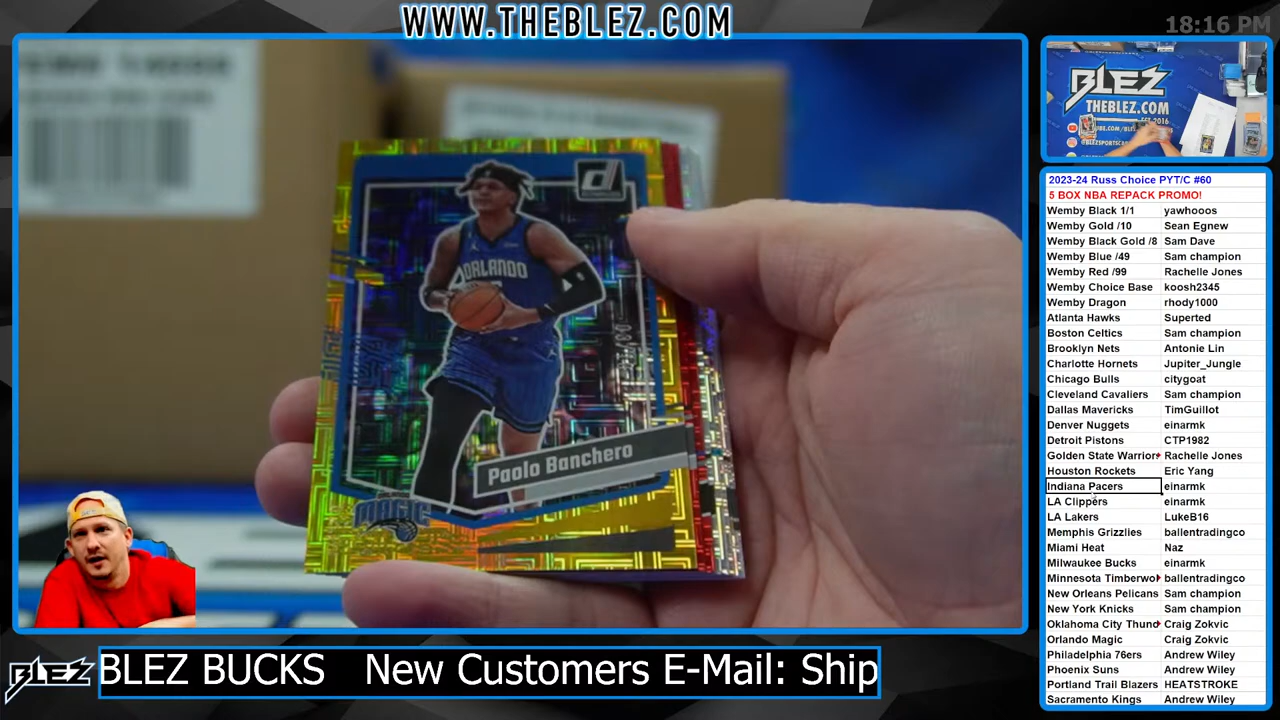 WWW.THEBLEZ.COM
18:16 PM
BLEZ
THEBLEZ.COM
ORLANDO
Paolo Banchero
MAGIC
2023-24 Russ Choice PYT/C #60
5 BOX NBA REPACK PROMO!
Wemby Black 1/1 yawhooos
Wemby Gold /10 Sean Egnew
Wemby Black Gold /8 Sam Dave
Wemby Blue /49 Sam champion
Wemby Red /99 Rachelle Jones
Wemby Choice Base koosh2345
Wemby Dragon rhody1000
Atlanta Hawks Superted
Boston Celtics Sam champion
Brooklyn Nets Antonie Lin
Charlotte Hornets Jupiter_Jungle
Chicago Bulls citygoat
Cleveland Cavaliers Sam champion
Dallas Mavericks TimGuillot
Denver Nuggets einarmk
Detroit Pistons CTP1982
Golden State Warrior Rachelle Jones
Houston Rockets Eric Yang
Indiana Pacers einarmk
LA Clippers einarmk
LA Lakers LukeB16
Memphis Grizzlies ballentradingco
Miami Heat Naz
Milwaukee Bucks einarmk
Minnesota Timberwol ballentradingco
New Orleans Pelicans Sam champion
New York Knicks Sam champion
Oklahoma City Thund Craig Zokvic
Orlando Magic Craig Zokvic
Philadelphia 76ers Andrew Wiley
Phoenix Suns Andrew Wiley
Portland Trail Blazers HEATSTROKE
Sacramento Kings Andrew Wiley
BLEZ
BLEZ BUCKS New Customers E-Mail: Ship